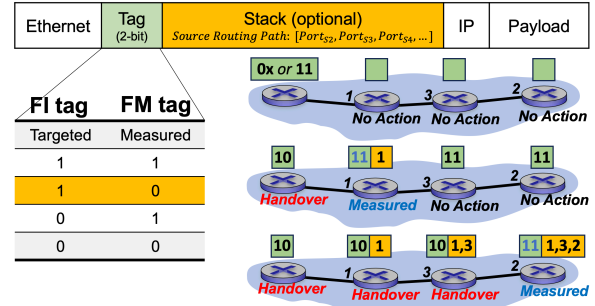 Ethernet
Tag
(2-bit)
Stack (optional)
Source Routing Path: [Port_S2, Port_S3, Port_S4, ...]
IP
Payload
FI tag FM tag
Targeted Measured
1 1
1 0
0 1
0 0
0x or 11
1 3 2
No Action No Action No Action
10 11 1 11 11
1 3 2
Handover Measured No Action No Action
10 10 1 10 1,3 11 1,3,2
1 3 2
Handover Handover Handover Measured